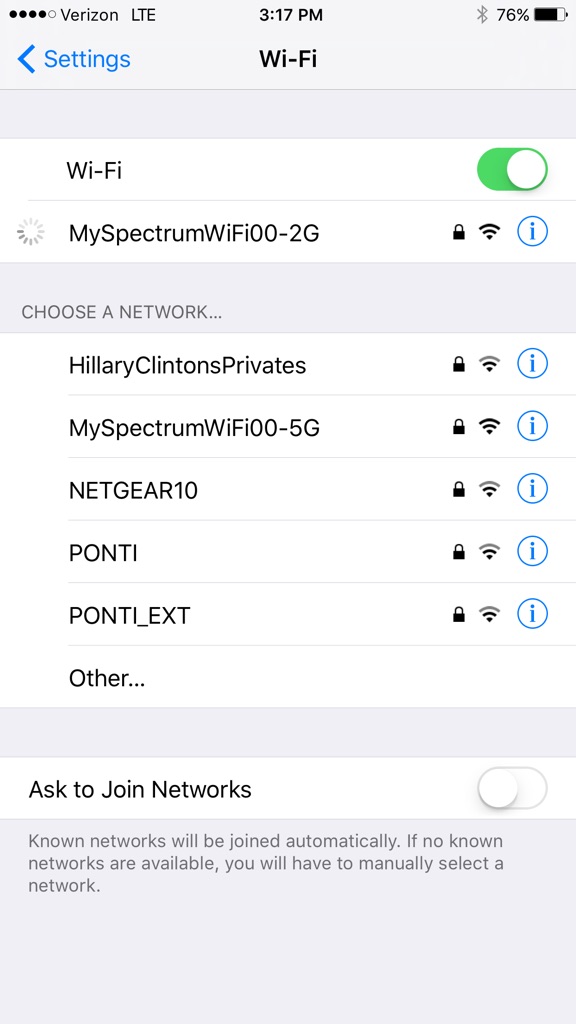 Verizon LTE 3:17 PM 76%
Settings Wi-Fi
Wi-Fi
MySpectrumWiFi00-2G
CHOOSE A NETWORK...
HillaryClintonsPrivates
MySpectrumWiFi00-5G
NETGEAR10
PONTI
PONTI_EXT
Other...
Ask to Join Networks
Known networks will be joined automatically. If no known
networks are available, you will have to manually select a
network.